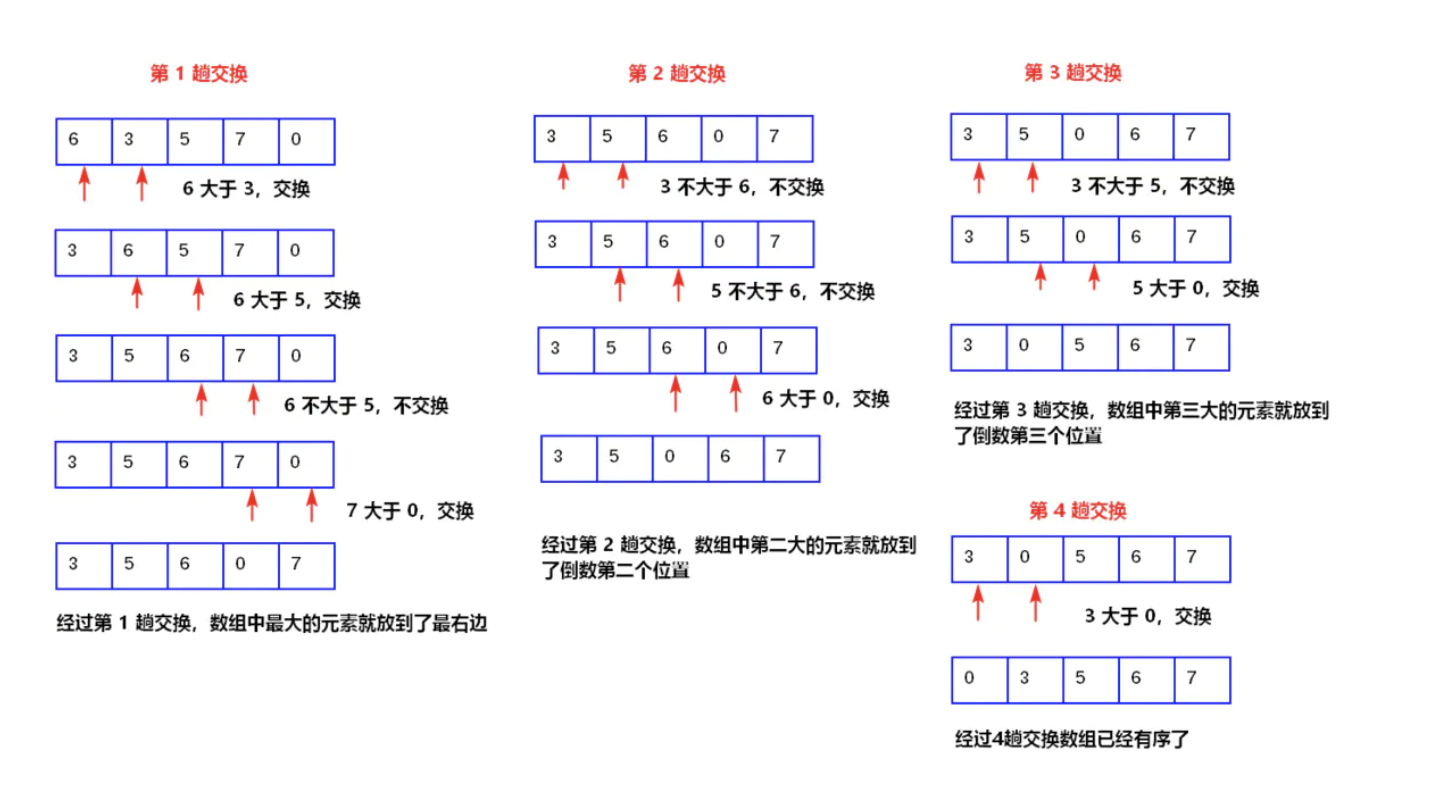 第 1 趟交换
6 3 5 7 0
6 大于 3，交换
3 6 5 7 0
6 大于 5，交换
3 5 6 7 0
6 不大于 5，不交换
3 5 6 7 0
7 大于 0，交换
3 5 6 0 7
经过第 1 趟交换，数组中最大的元素就放到了最右边
第 2 趟交换
3 5 6 0 7
3 不大于 6，不交换
3 5 6 0 7
5 不大于 6，不交换
3 5 6 0 7
6 大于 0，交换
3 5 0 6 7
经过第 2 趟交换，数组中第二大的元素就放到
了倒数第二个位置
第 3 趟交换
3 5 0 6 7
3 不大于 5，不交换
3 5 0 6 7
5 大于 0，交换
3 0 5 6 7
经过第 3 趟交换，数组中第三大的元素就放到
了倒数第三个位置
第 4 趟交换
3 0 5 6 7
3 大于 0，交换
0 3 5 6 7
经过4趟交换数组已经有序了